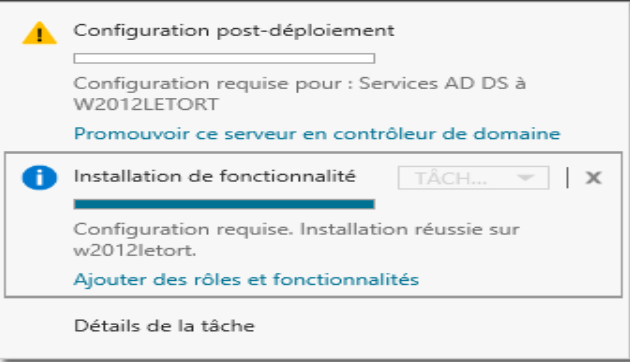 Configuration post-déploiement
Configuration requise pour : Services AD DS à
W2012LETORT
Promouvoir ce serveur en contrôleur de domaine
Installation de fonctionnalité TÂCH...
Configuration requise. Installation réussie sur
w2012letort.
Ajouter des rôles et fonctionnalités
Détails de la tâche